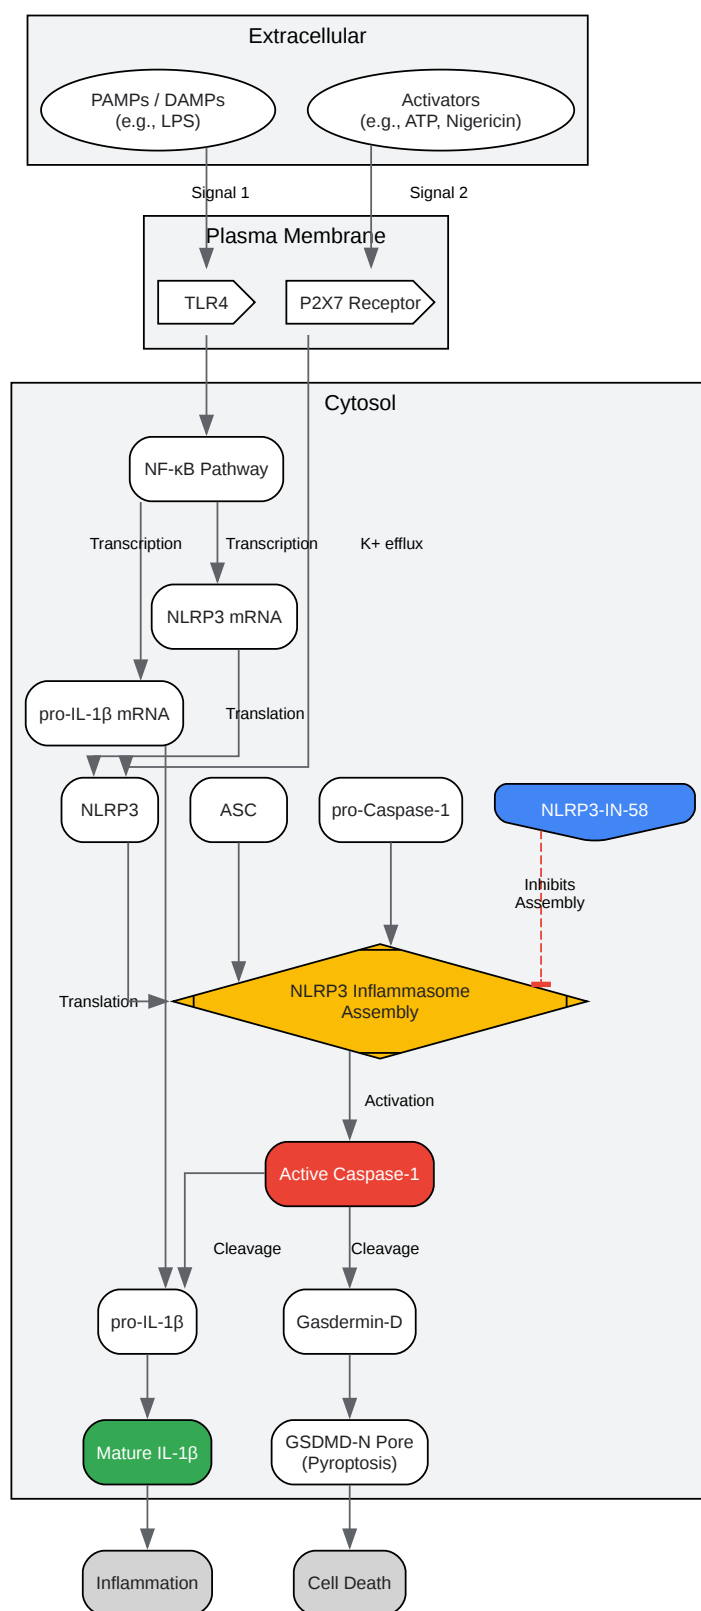 Extracellular
PAMPs / DAMPs
(e.g., LPS)
Activators
(e.g., ATP, Nigericin)
Signal 1
Signal 2
Plasma Membrane
TLR4
P2X7 Receptor
Cytosol
NF-κB Pathway
Transcription
Transcription
K+ efflux
NLRP3 mRNA
pro-IL-1β mRNA
Translation
NLRP3
ASC
pro-Caspase-1
NLRP3-IN-58
Inhibits
Assembly
Translation
NLRP3 Inflammasome
Assembly
Activation
Active Caspase-1
Cleavage
Cleavage
pro-IL-1β
Gasdermin-D
Mature IL-1β
GSDMD-N Pore
(Pyroptosis)
Inflammation
Cell Death